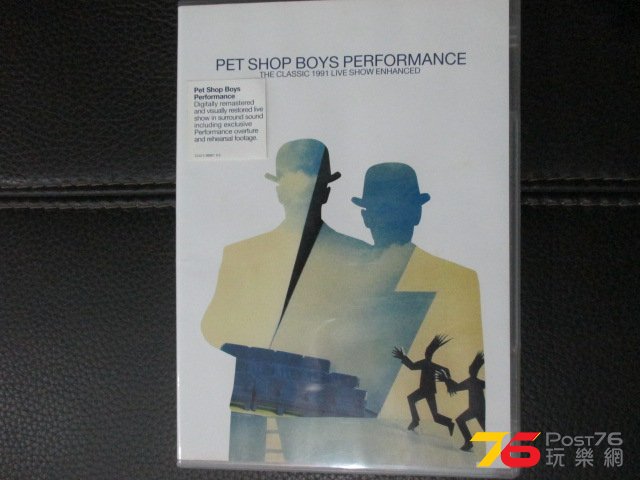 PET SHOP BOYS PERFORMANCE
THE CLASSIC 1991 LIVE SHOW ENHANCED
Pet Shop Boys
Performance
Digitally remastered
and visually restored live
show in surround sound
including exclusive
Performance overture
and rehearsal footage.
76 POST76
玩樂網